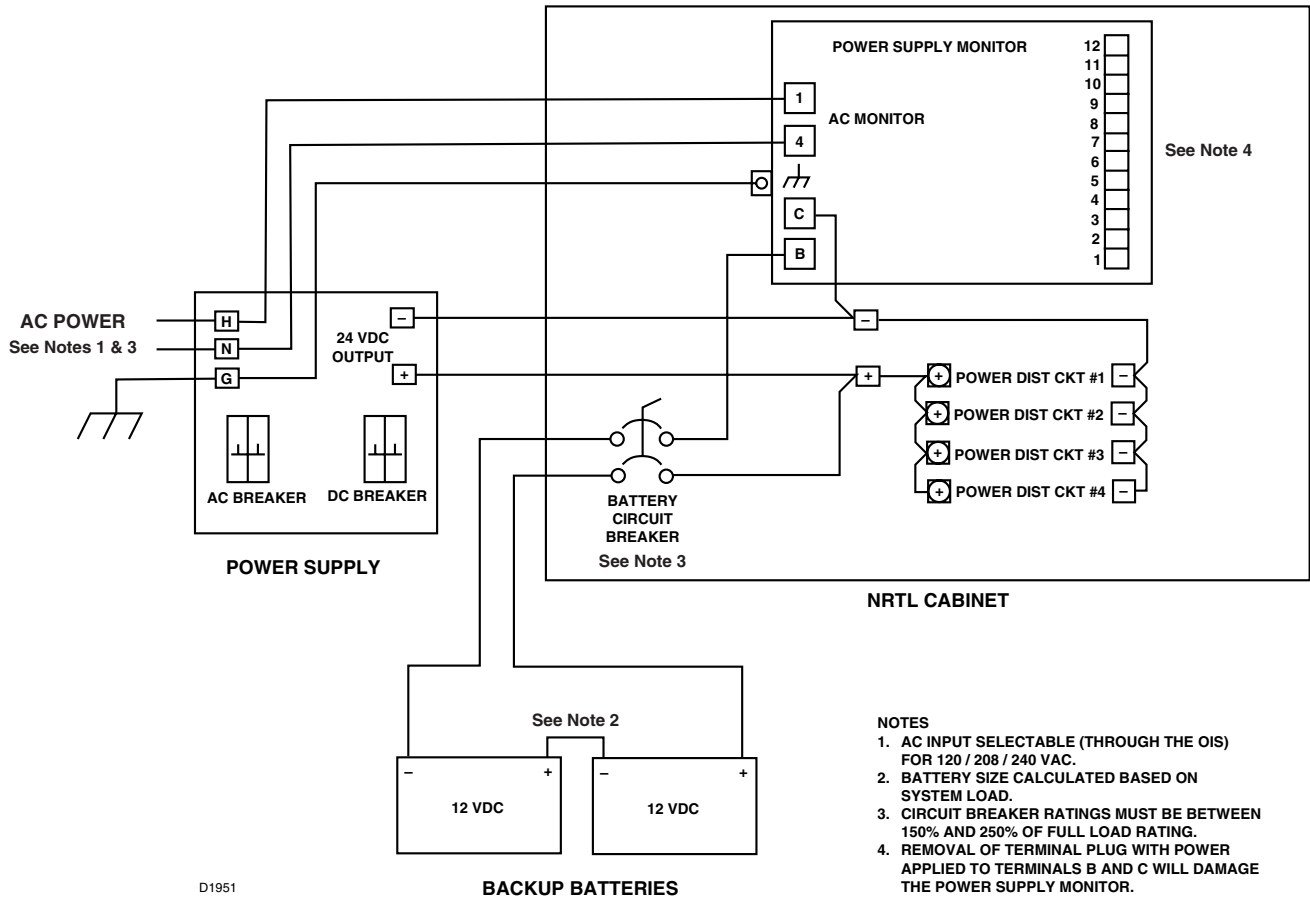 POWER SUPPLY MONITOR
12
11
10
9
8
7
6
5
4
3
2
1
1
AC MONITOR
4
C
B
See Note 4
AC POWER
See Notes 1 & 3
H
N
G
24 VDC
OUTPUT
–
+
AC BREAKER
DC BREAKER
POWER SUPPLY
–
+
+ POWER DIST CKT #1 –
+ POWER DIST CKT #2 –
+ POWER DIST CKT #3 –
+ POWER DIST CKT #4 –
BATTERY
CIRCUIT
BREAKER
See Note 3
NRTL CABINET
See Note 2
– +
12 VDC
– +
12 VDC
BACKUP BATTERIES
NOTES
1. AC INPUT SELECTABLE (THROUGH THE OIS)
FOR 120 / 208 / 240 VAC.
2. BATTERY SIZE CALCULATED BASED ON
SYSTEM LOAD.
3. CIRCUIT BREAKER RATINGS MUST BE BETWEEN
150% AND 250% OF FULL LOAD RATING.
4. REMOVAL OF TERMINAL PLUG WITH POWER
APPLIED TO TERMINALS B AND C WILL DAMAGE
THE POWER SUPPLY MONITOR.
D1951